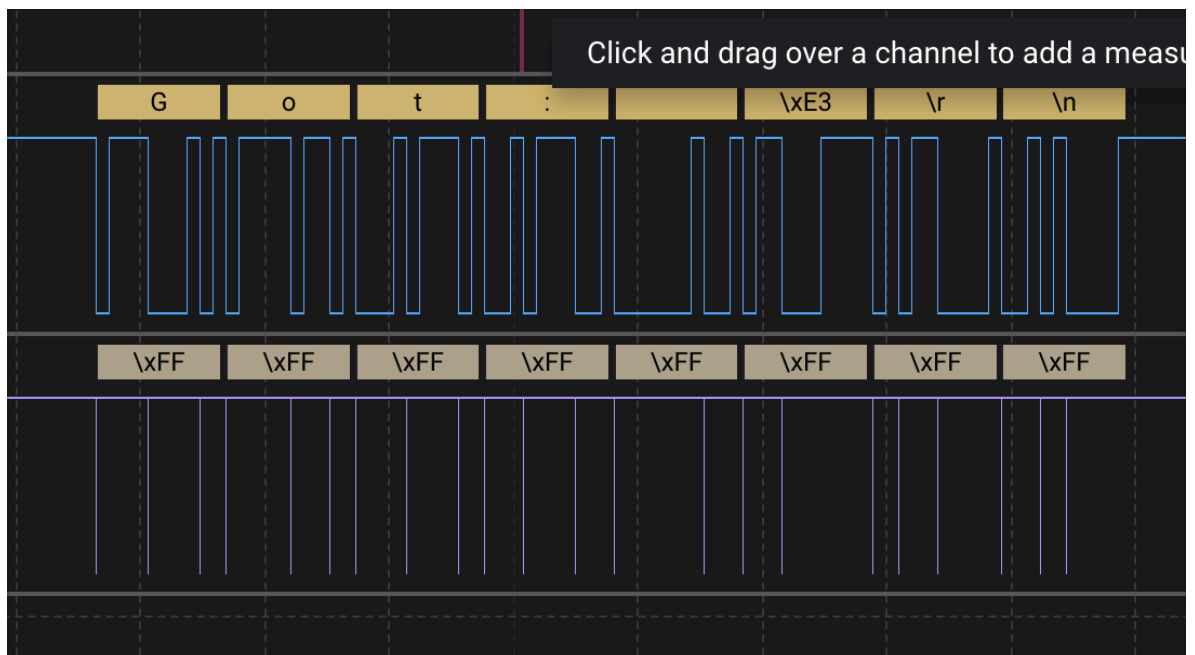 Click and drag over a channel to add a measu
G o t : \xE3 \r \n
\xFF \xFF \xFF \xFF \xFF \xFF \xFF \xFF